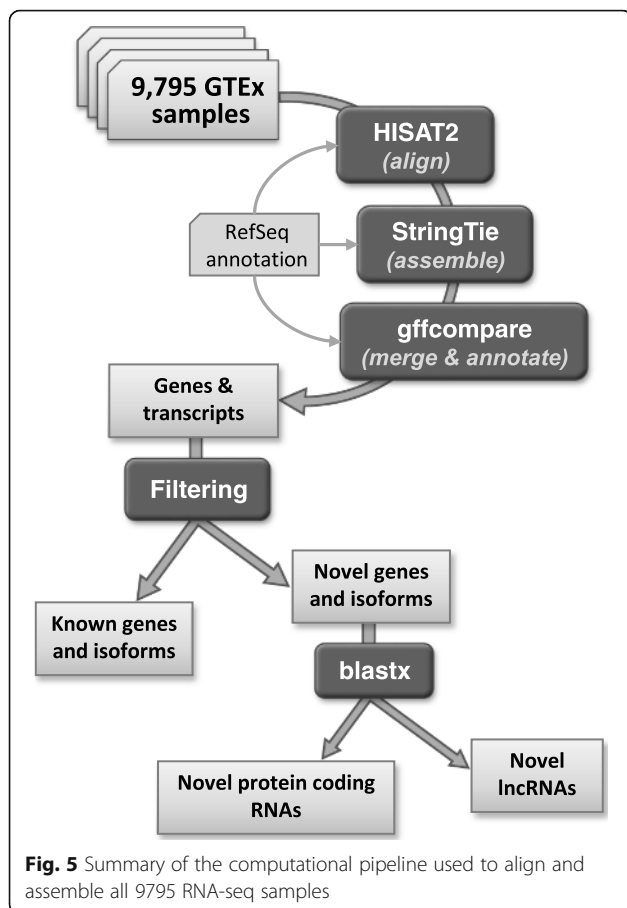 9,795 GTEx
samples
HISAT2
(align)
RefSeq
annotation
StringTie
(assemble)
gffcompare
(merge & annotate)
Genes &
transcripts
Filtering
Novel genes
and isoforms
Known genes
and isoforms
blastx
Novel protein coding
RNAs
Novel
lncRNAs
Fig. 5 Summary of the computational pipeline used to align and
assemble all 9795 RNA-seq samples